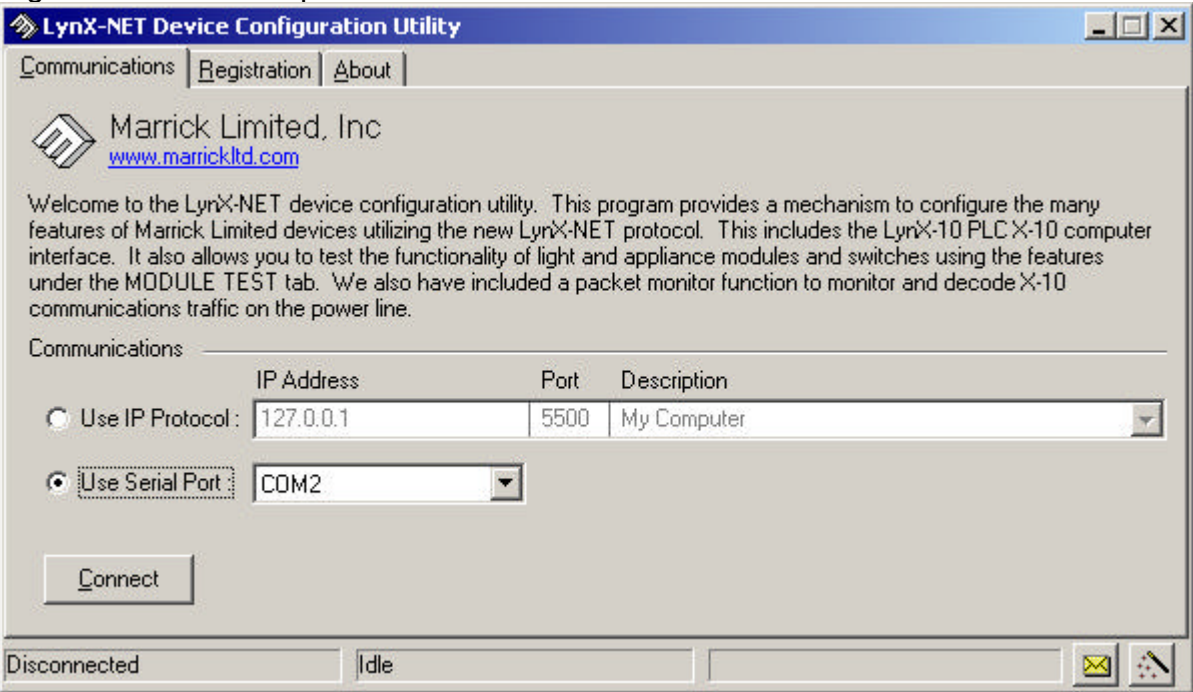 LynX-NET Device Configuration Utility
Communications Registration About
Marrick Limited, Inc
www.marrickltd.com
Welcome to the LynX-NET device configuration utility. This program provides a mechanism to configure the many
features of Marrick Limited devices utilizing the new LynX-NET protocol. This includes the LynX-10 PLC X-10 computer
interface. It also allows you to test the functionality of light and appliance modules and switches using the features
under the MODULE TEST tab. We also have included a packet monitor function to monitor and decode X-10
communications traffic on the power line.
Communications
IP Address Port Description
Use IP Protocol : 127.0.0.1 5500 My Computer
Use Serial Port : COM2
Connect
Disconnected Idle